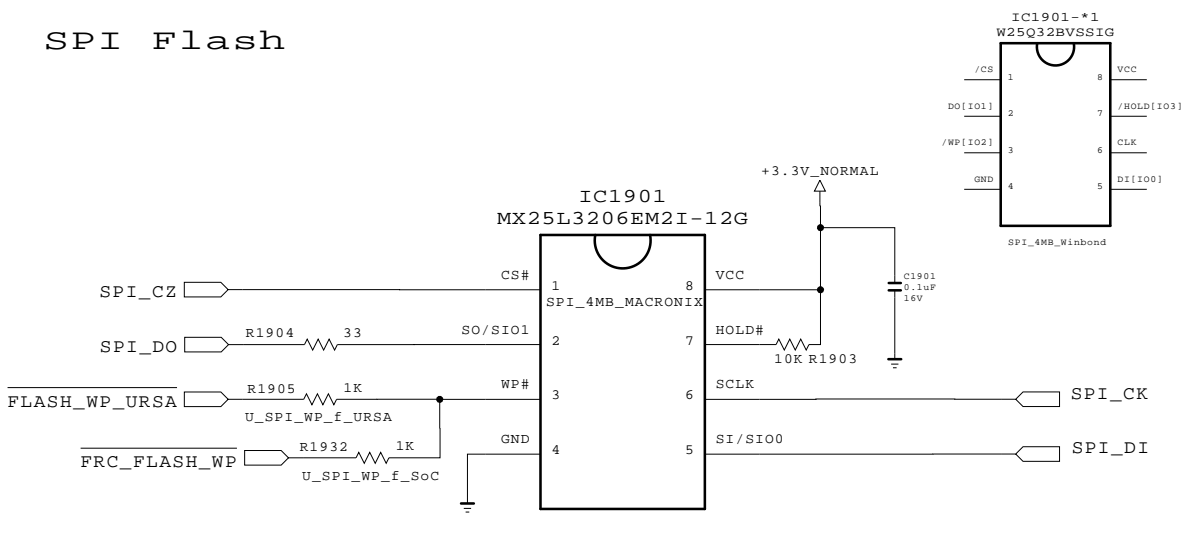 SPI Flash
IC1901-*1
W25Q32BVSSIG
/CS
1
8
VCC
DO[IO1]
2
7
/HOLD[IO3]
/WP[IO2]
3
6
CLK
GND
4
5
DI[IO0]
SPI_4MB_Winbond
+3.3V_NORMAL
IC1901
MX25L3206EM2I-12G
SPI_CZ
CS#
1
8
VCC
SPI_4MB_MACRONIX
C1901
0.1uF
16V
SPI_DO
R1904
33
SO/SIO1
2
7
HOLD#
10K R1903
FLASH_WP_URSA
R1905
1K
U_SPI_WP_f_URSA
WP#
3
6
SCLK
SPI_CK
FRC_FLASH_WP
R1932
1K
U_SPI_WP_f_SoC
GND
4
5
SI/SIO0
SPI_DI